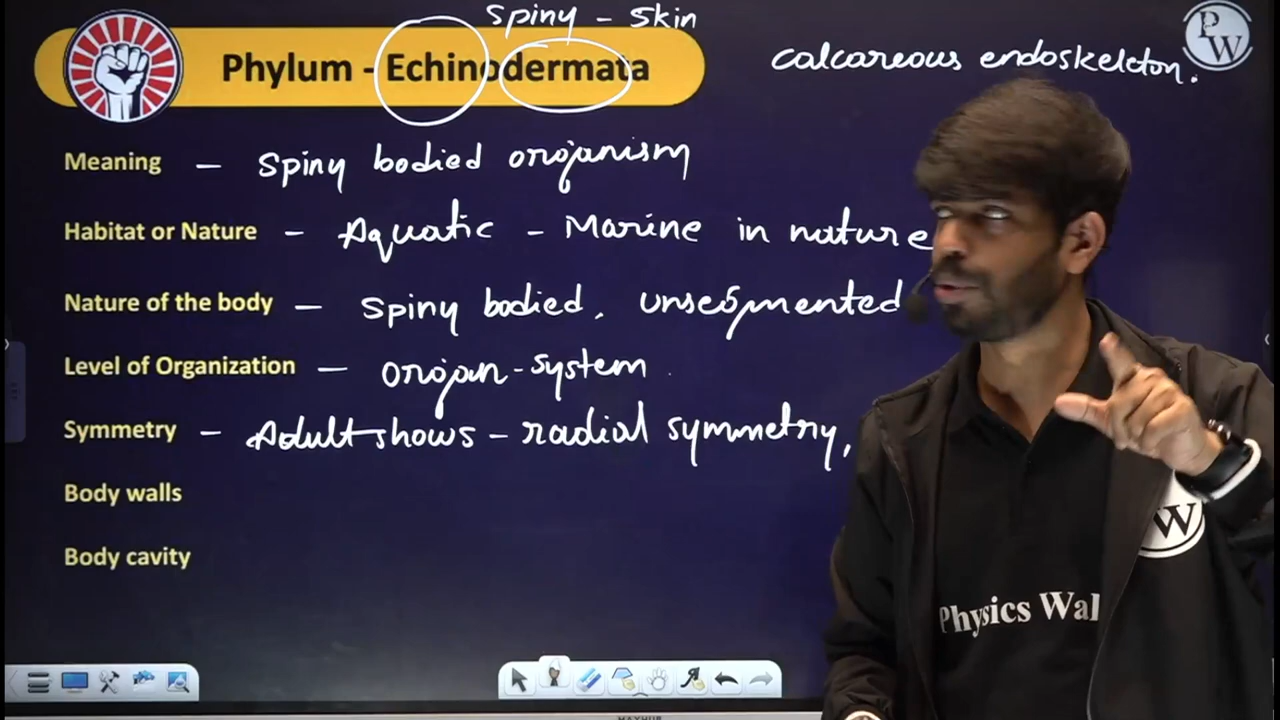 spiny - skin
Phylum - Echinodermata
calcareous endoskeleton.
PW
Meaning - Spiny bodied organism
Habitat or Nature - Aquatic - Marine in nature
Nature of the body - Spiny bodied, unsegmented
Level of Organization - organ-system
Symmetry - Adult shows - radial symmetry,
Body walls
Body cavity
W
Physics Wal
MAXHUB